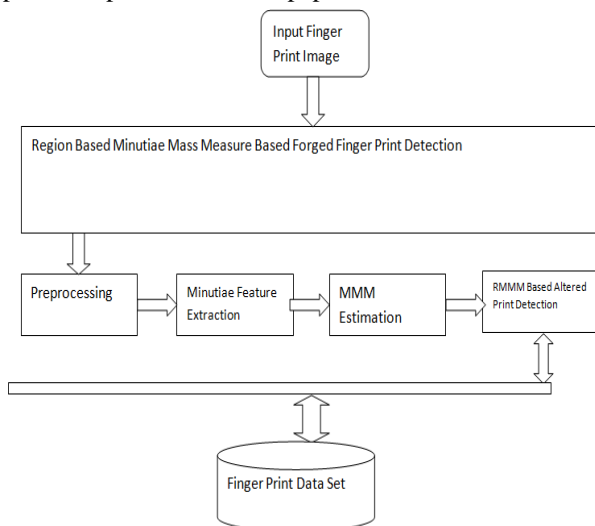 Input Finger
Print Image
Region Based Minutiae Mass Measure Based Forged Finger Print Detection
Preprocessing
Minutiae Feature
Extraction
MMM
Estimation
RMMM Based Altered
Print Detection
Finger Print Data Set